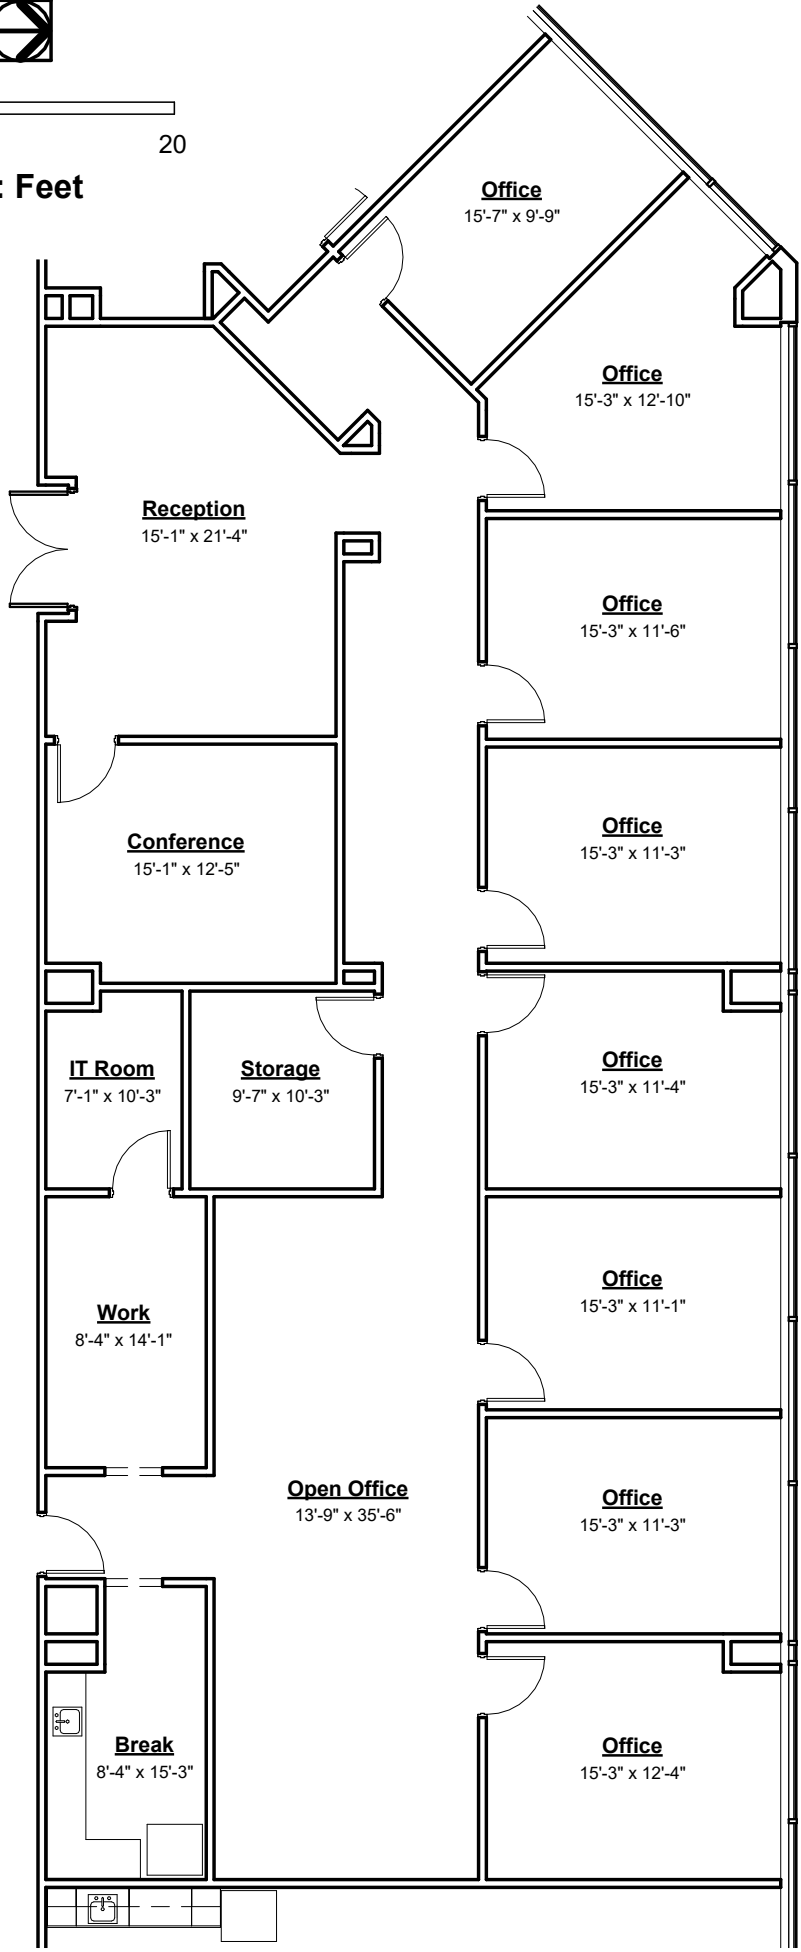 20
: Feet
Office
15'-7" x 9'-9"
Office
15'-3" x 12'-10"
Reception
15'-1" x 21'-4"
Office
15'-3" x 11'-6"
Conference
15'-1" x 12'-5"
Office
15'-3" x 11'-3"
IT Room
7'-1" x 10'-3"
Storage
9'-7" x 10'-3"
Office
15'-3" x 11'-4"
Work
8'-4" x 14'-1"
Office
15'-3" x 11'-1"
Open Office
13'-9" x 35'-6"
Office
15'-3" x 11'-3"
Break
8'-4" x 15'-3"
Office
15'-3" x 12'-4"